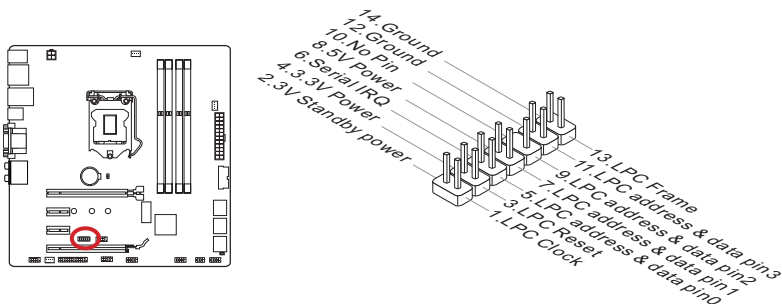 14.Ground
12.Ground
10.No Pin
8.5V Power
6.Serial IRQ
4.3.3V Power
2.3V Standby power
13.LPC Frame
11.LPC address & data pin3
9.LPC address & data pin2
7.LPC address & data pin1
5.LPC address & data pin0
3.LPC Reset
1.LPC Clock